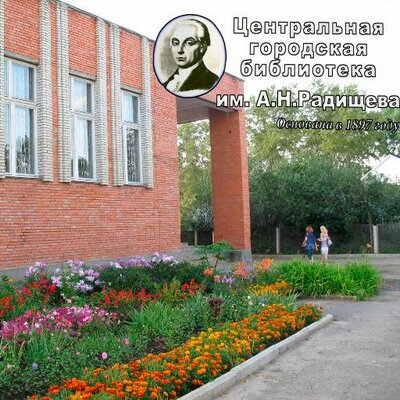 Центральная
городская
библиотека
им. А.Н.Радищева
Основана в 1897 году